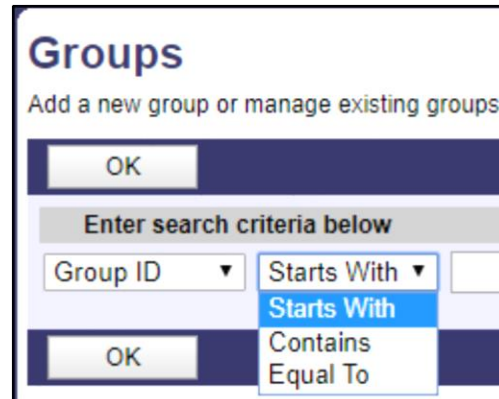 Groups
Add a new group or manage existing groups
OK
Enter search criteria below
Group ID Starts With
Starts With
Contains
OK
Equal To